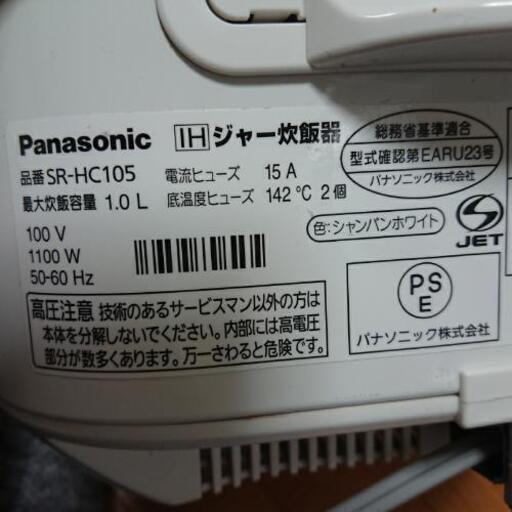 Panasonic IHジャー炊飯器
品番 SR-HC105 電流ヒューズ 15 A
最大炊飯容量 1.0 L 底温度ヒューズ 142 ℃ 2 個
100 V
1100 W
50-60 Hz
総務省基準適合
型式確認第EARU23号
パナソニック株式会社
色:シャンパンホワイト
JET
PS
E
パナソニック株式会社
高圧注意 技術のあるサービスマン以外の方は
本体を分解しないでください。内部には高電圧
部分が数多くあります。万一さわると危険です。